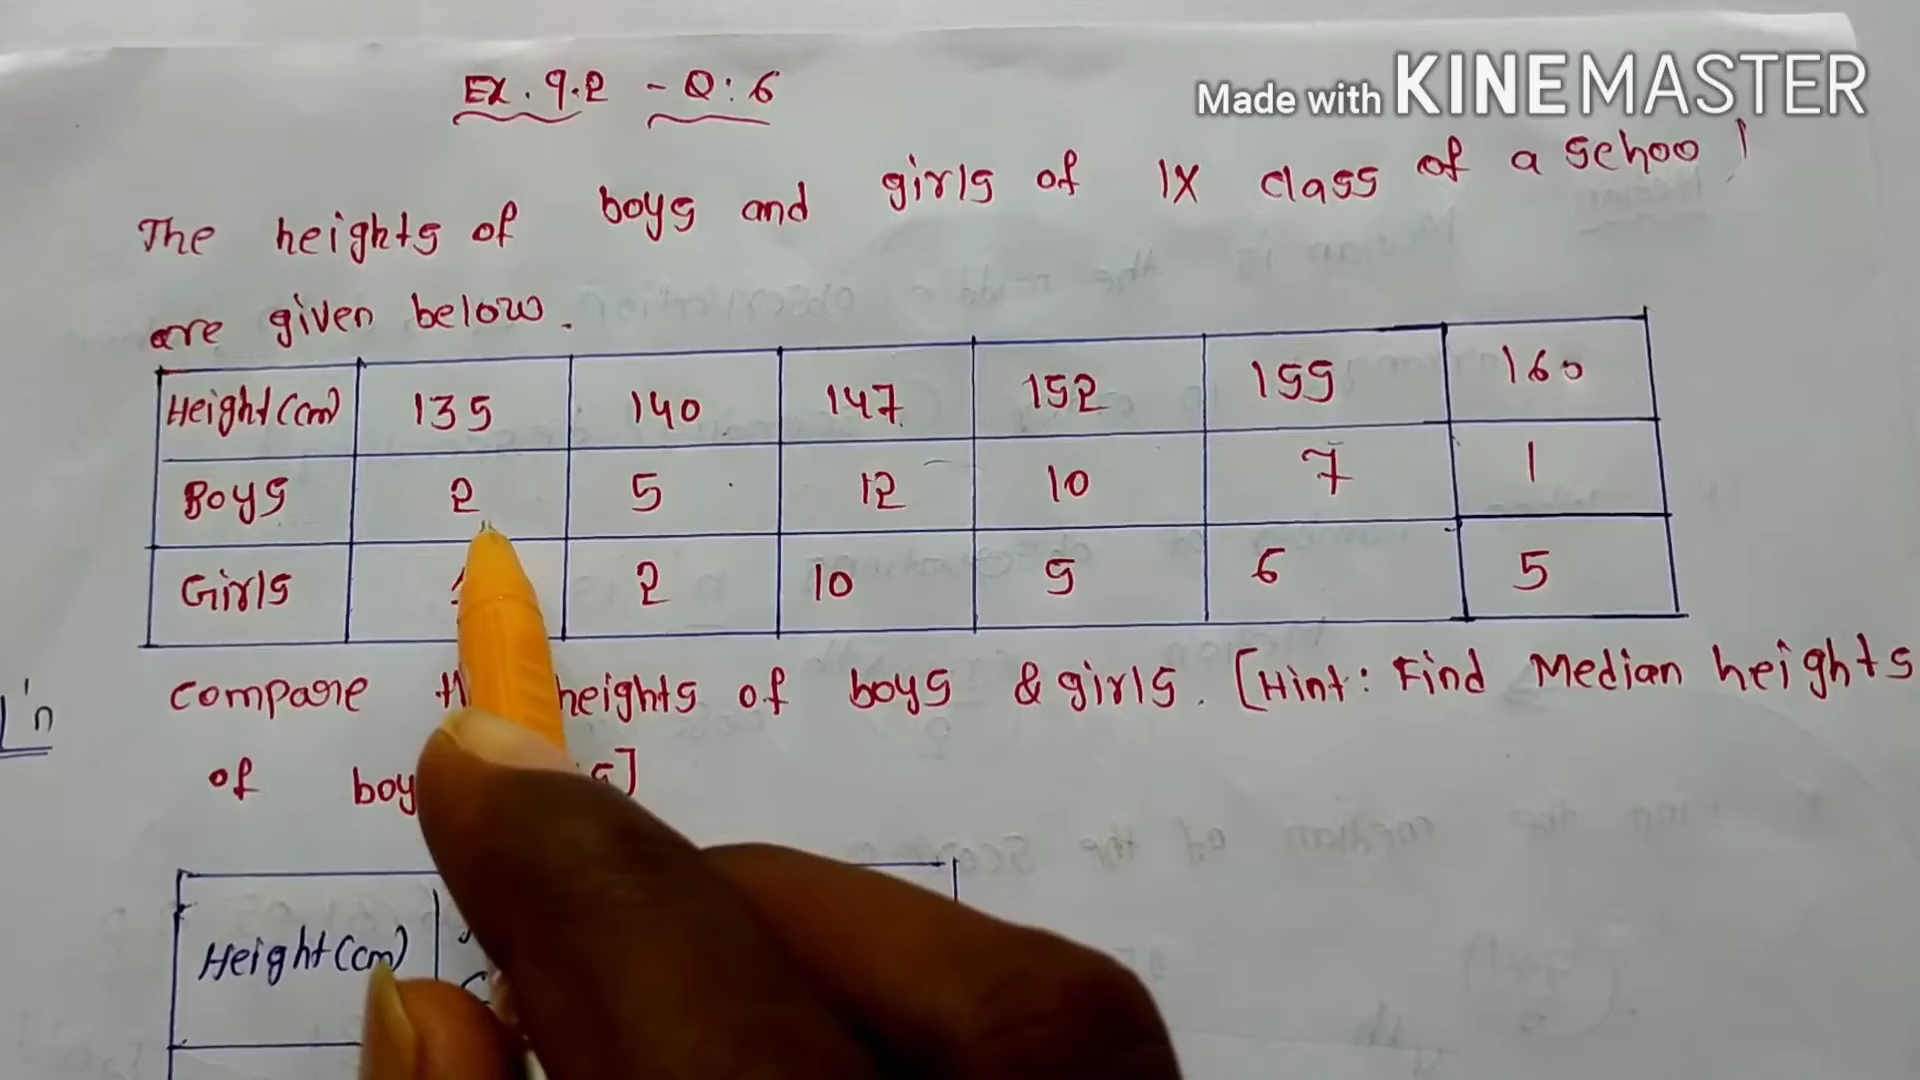 Made with KINEMASTER
Ex. 9.2 - Q: 6
The heights of boys and girls of IX class of a school
are given below.
Height(cm) 135 140 147 152 155 160
Boys 2 5 12 10 7 1
Girls 2 10 5 6 5
compare heights of boys & girls. [Hint: Find Median heights
of
Height(cm)